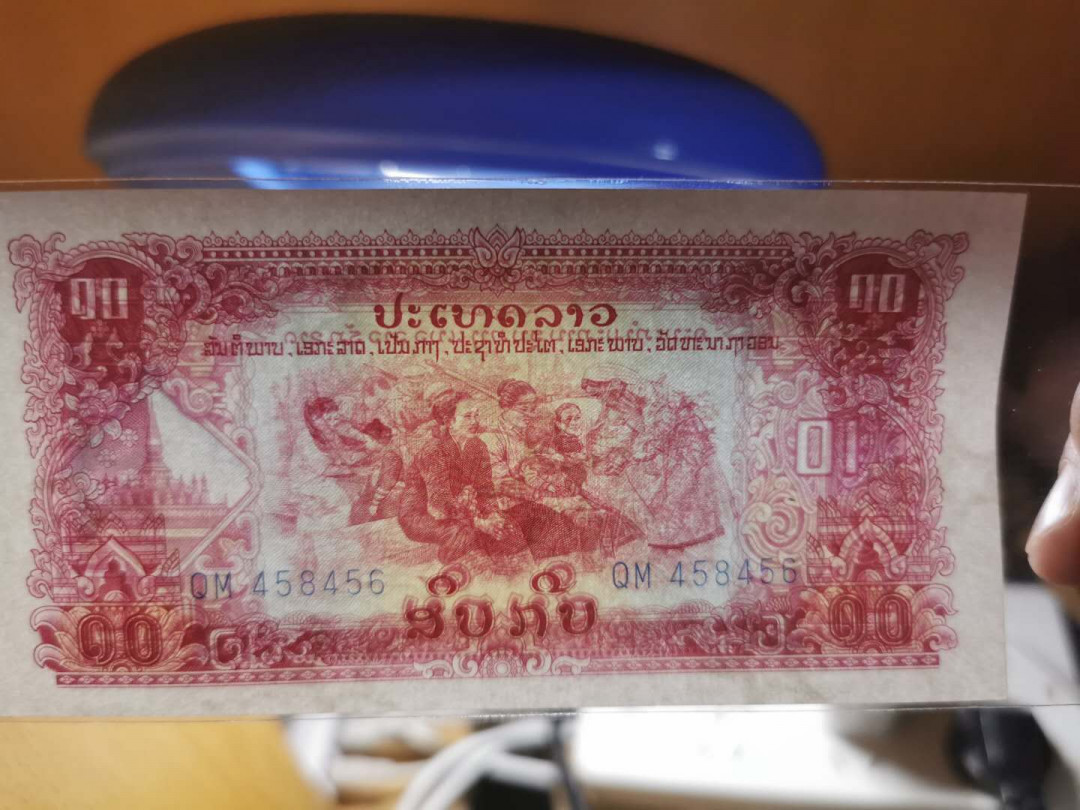 ໑໐ ໑໐
ປະເທດລາວ
ສັນຕິພາບ, ເອກະລາດ, ເປັນກາງ, ປະຊາທິປະໄຕ, ເອກະພາບ, ວັດທະນາຖາວອນ
QM 458456 QM 458456
ສິບກີບ
໑໐ ໑໐